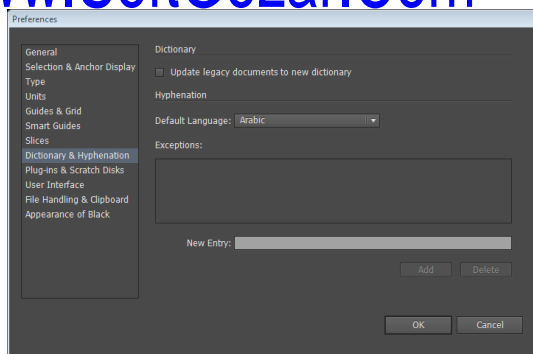 Preferences
General
Selection & Anchor Display
Type
Units
Guides & Grid
Smart Guides
Slices
Dictionary & Hyphenation
Plug-ins & Scratch Disks
User Interface
File Handling & Clipboard
Appearance of Black
Dictionary
Update legacy documents to new dictionary
Hyphenation
Default Language: Arabic
Exceptions:
New Entry:
Add Delete
OK Cancel